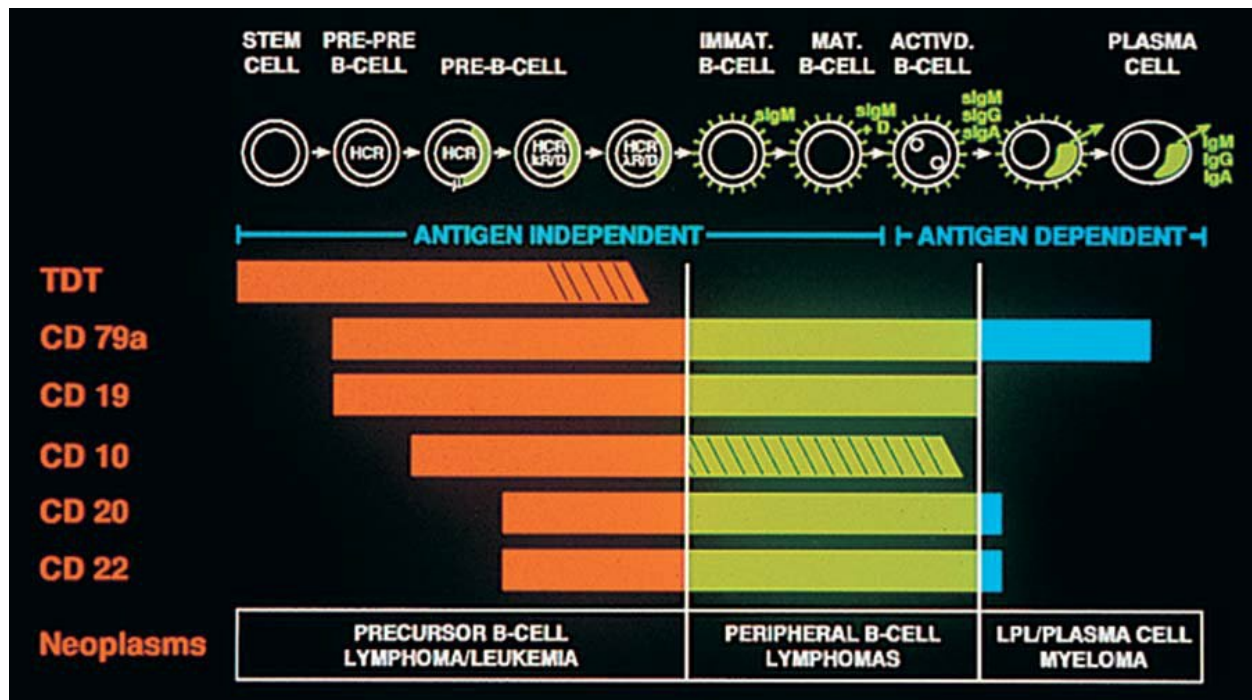 STEM
CELL
PRE-PRE
B-CELL
PRE-B-CELL
IMMAT.
B-CELL
MAT.
B-CELL
ACTIVD.
B-CELL
PLASMA
CELL
HCR
HCR
μ
HCR
κR/D
HCR
λR/D
sIgM
sIgM
+ D
sIgM
sIgG
sIgA
IgM
IgG
IgA
ANTIGEN INDEPENDENT
ANTIGEN DEPENDENT
TDT
CD 79a
CD 19
CD 10
CD 20
CD 22
Neoplasms
PRECURSOR B-CELL
LYMPHOMA/LEUKEMIA
PERIPHERAL B-CELL
LYMPHOMAS
LPL/PLASMA CELL
MYELOMA